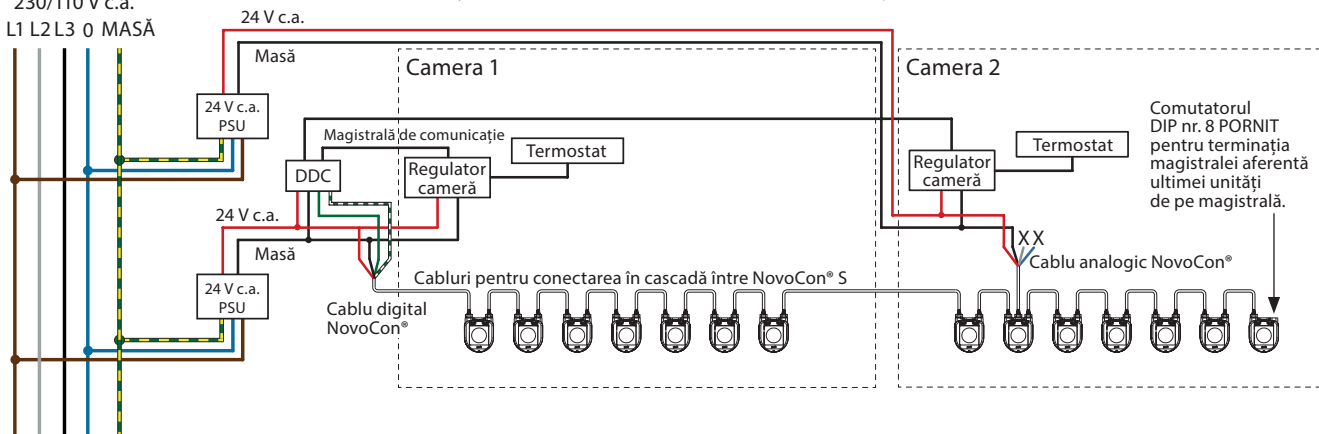 230/110 V c.a.
L1 L2 L3 0 MASĂ
24 V c.a.
Masă
24 V c.a.
PSU
Camera 1
Magistrală de comunicație
DDC
Regulator
cameră
Termostat
24 V c.a.
Masă
24 V c.a.
PSU
Cablu digital
NovoCon®
Cabluri pentru conectarea în cascadă între NovoCon® S
Camera 2
Regulator
cameră
Termostat
X X
Cablu analogic NovoCon®
Comutatorul
DIP nr. 8 PORNIT
pentru terminația
magistralei aferentă
ultimei unități
de pe magistrală.